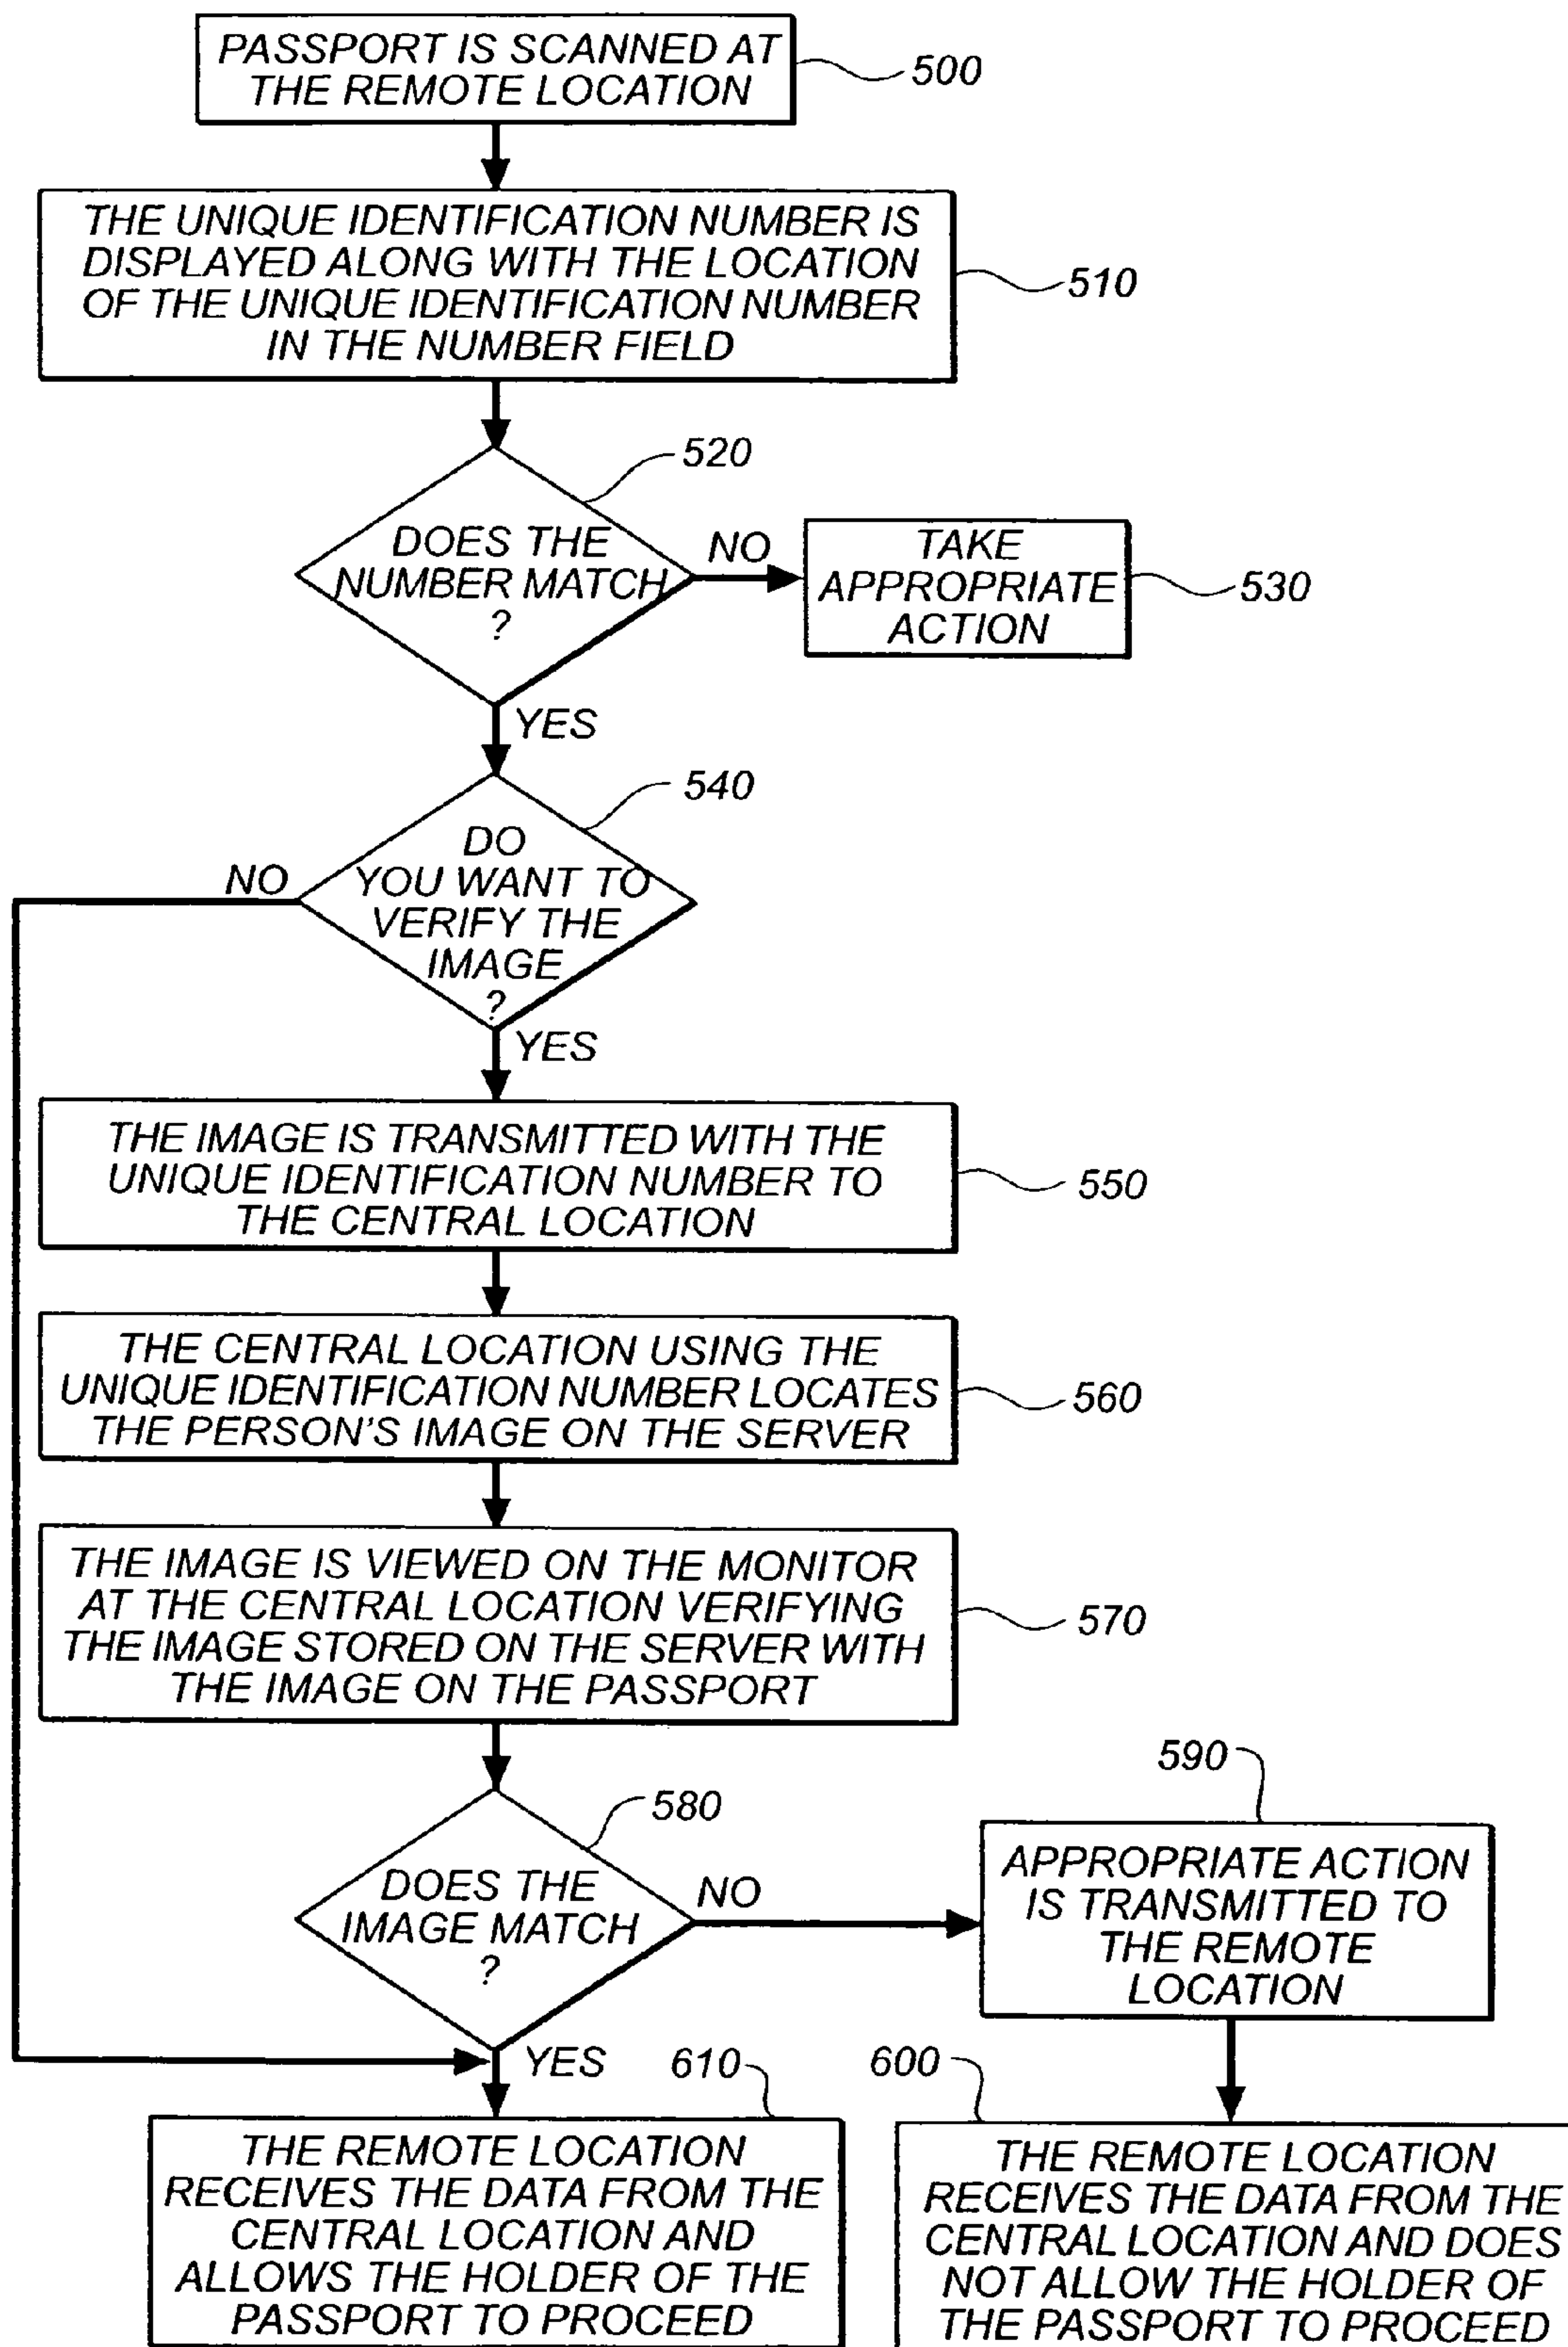 PASSPORT IS SCANNED AT
THE REMOTE LOCATION
500
THE UNIQUE IDENTIFICATION NUMBER IS
DISPLAYED ALONG WITH THE LOCATION
OF THE UNIQUE IDENTIFICATION NUMBER
IN THE NUMBER FIELD
510
520
DOES THE
NUMBER MATCH
?
NO
TAKE
APPROPRIATE
ACTION
530
YES
540
DO
YOU WANT TO
VERIFY THE
IMAGE
?
NO
YES
THE IMAGE IS TRANSMITTED WITH THE
UNIQUE IDENTIFICATION NUMBER TO
THE CENTRAL LOCATION
550
THE CENTRAL LOCATION USING THE
UNIQUE IDENTIFICATION NUMBER LOCATES
THE PERSON'S IMAGE ON THE SERVER
560
THE IMAGE IS VIEWED ON THE MONITOR
AT THE CENTRAL LOCATION VERIFYING
THE IMAGE STORED ON THE SERVER WITH
THE IMAGE ON THE PASSPORT
570
580
DOES THE
IMAGE MATCH
?
NO
590
APPROPRIATE ACTION
IS TRANSMITTED TO
THE REMOTE
LOCATION
YES
610
THE REMOTE LOCATION
RECEIVES THE DATA FROM THE
CENTRAL LOCATION AND
ALLOWS THE HOLDER OF THE
PASSPORT TO PROCEED
600
THE REMOTE LOCATION
RECEIVES THE DATA FROM THE
CENTRAL LOCATION AND DOES
NOT ALLOW THE HOLDER OF
THE PASSPORT TO PROCEED